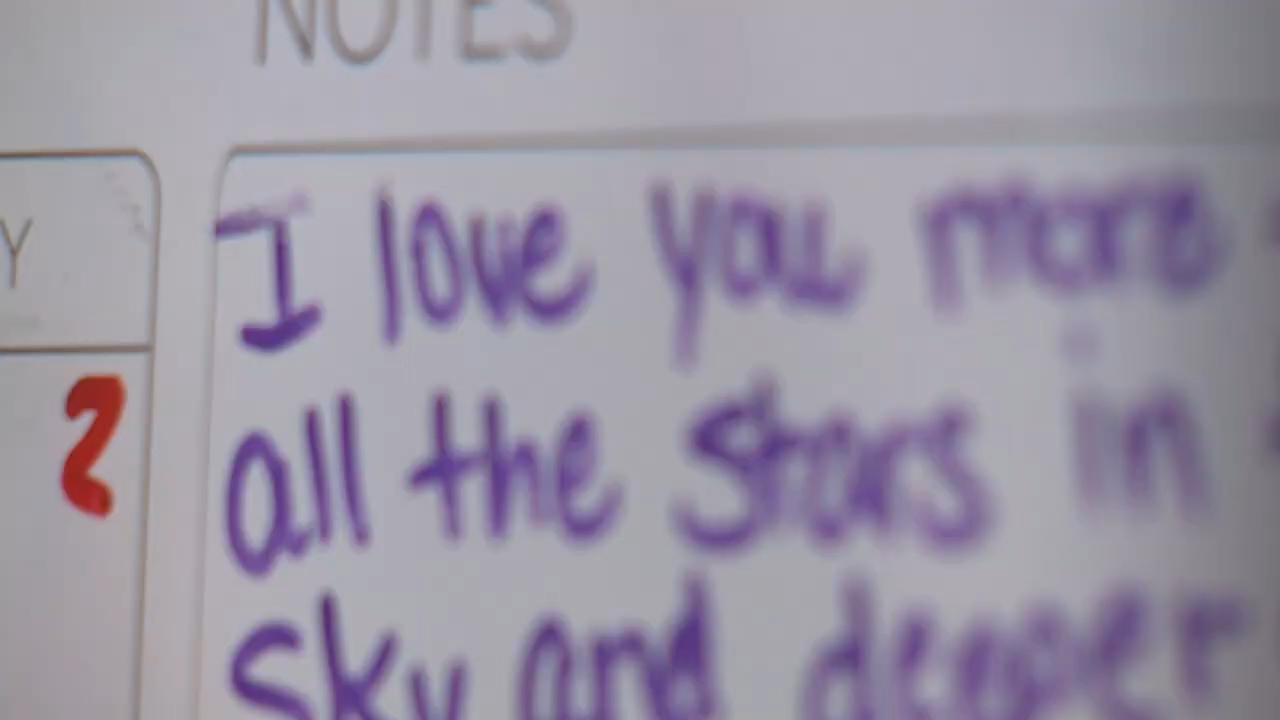 NOTES
Y
2
I love you more
all the stars in
sky and deeper